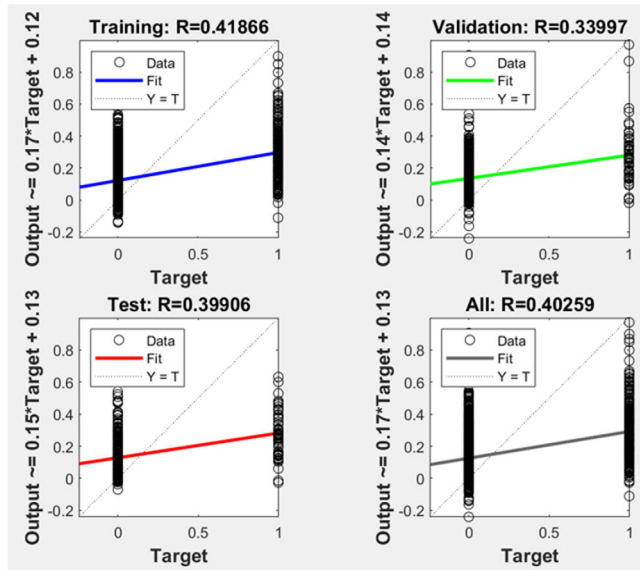 Training: R=0.41866
Output ~= 0.17*Target + 0.12
0.8
0.6
0.4
0.2
0
-0.2
Data
Fit
Y = T
0
0.5
1
Target
Validation: R=0.33997
Output ~= 0.14*Target + 0.14
0.8
0.6
0.4
0.2
0
-0.2
Data
Fit
Y = T
0
0.5
1
Target
Test: R=0.39906
Output ~= 0.15*Target + 0.13
0.8
0.6
0.4
0.2
0
-0.2
Data
Fit
Y = T
0
0.5
1
Target
All: R=0.40259
Output ~= 0.17*Target + 0.13
0.8
0.6
0.4
0.2
0
-0.2
Data
Fit
Y = T
0
0.5
1
Target